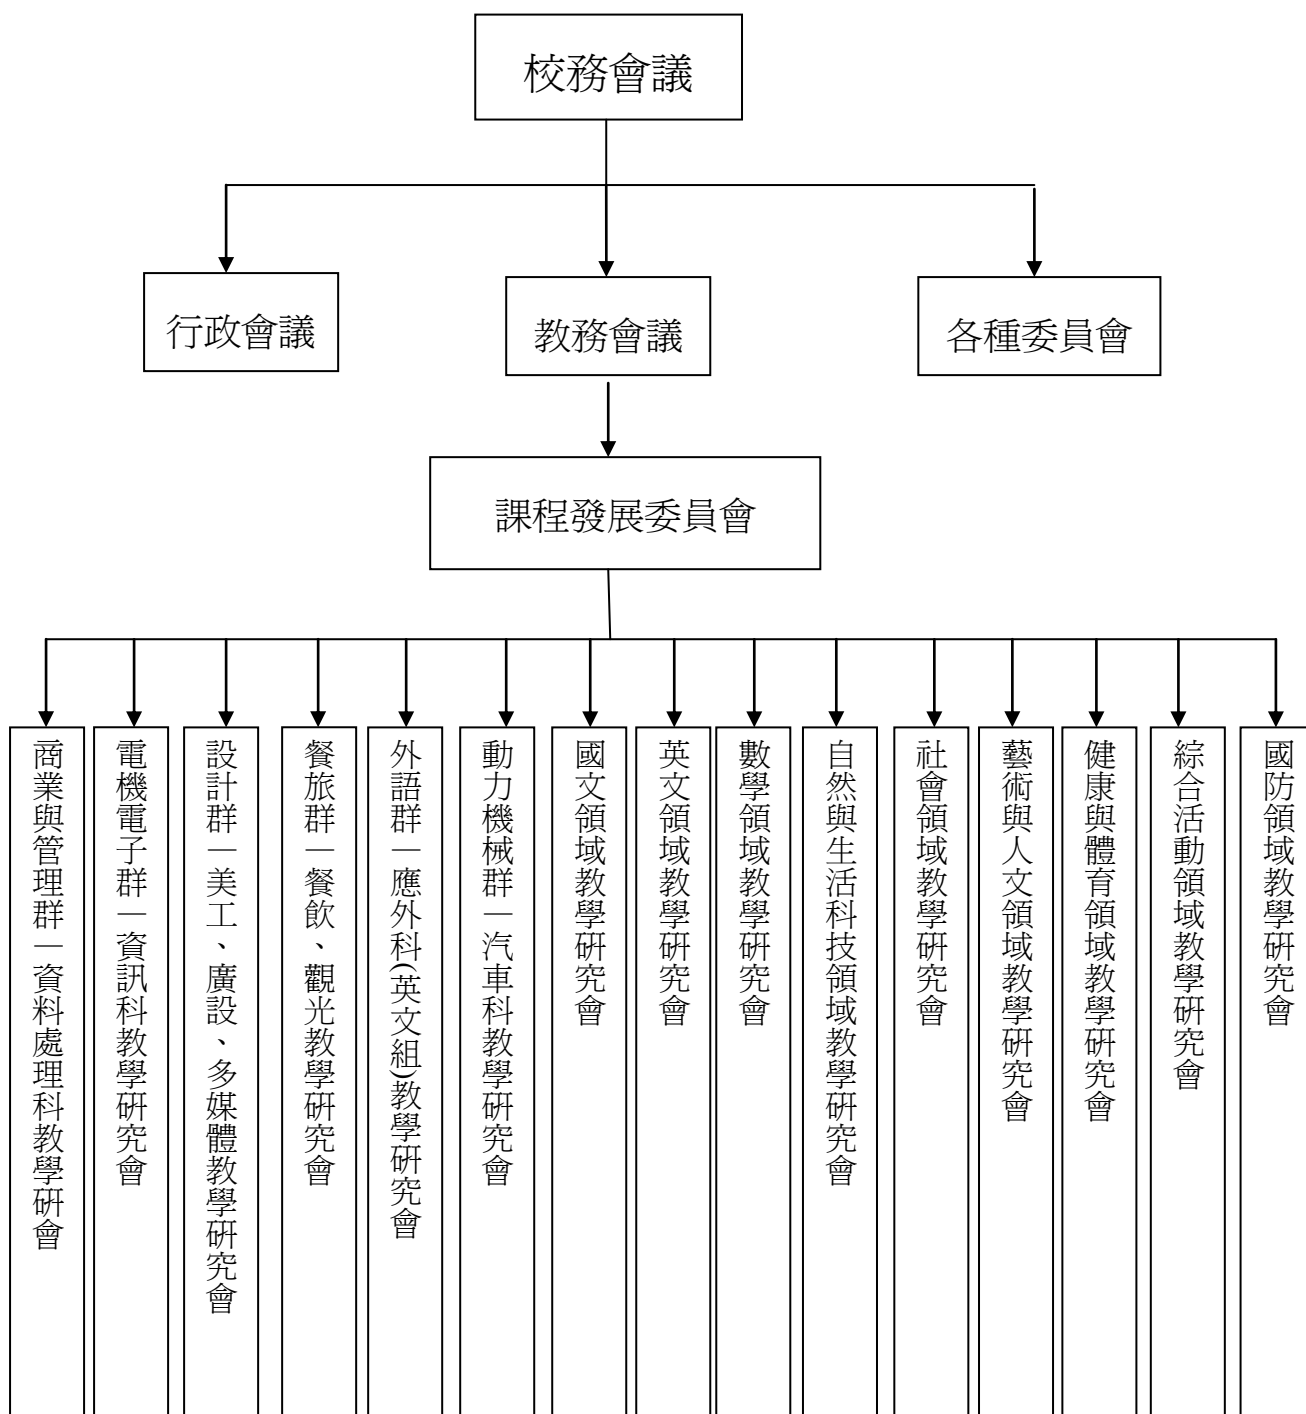 校務會議
行政會議
教務會議
各種委員會
課程發展委員會
商業與管理群—資料處理科教學研會
電機電子群—資訊科教學研究會
設計群—美工、廣設、多媒體教學研究會
餐旅群—餐飲、觀光教學研究會
外語群—應外科(英文組)教學研究會
動力機械群—汽車科教學研究會
國文領域教學研究會
英文領域教學研究會
數學領域教學研究會
自然與生活科技領域教學研究會
社會領域教學研究會
藝術與人文領域教學研究會
健康與體育領域教學研究會
綜合活動領域教學研究會
國防領域教學研究會